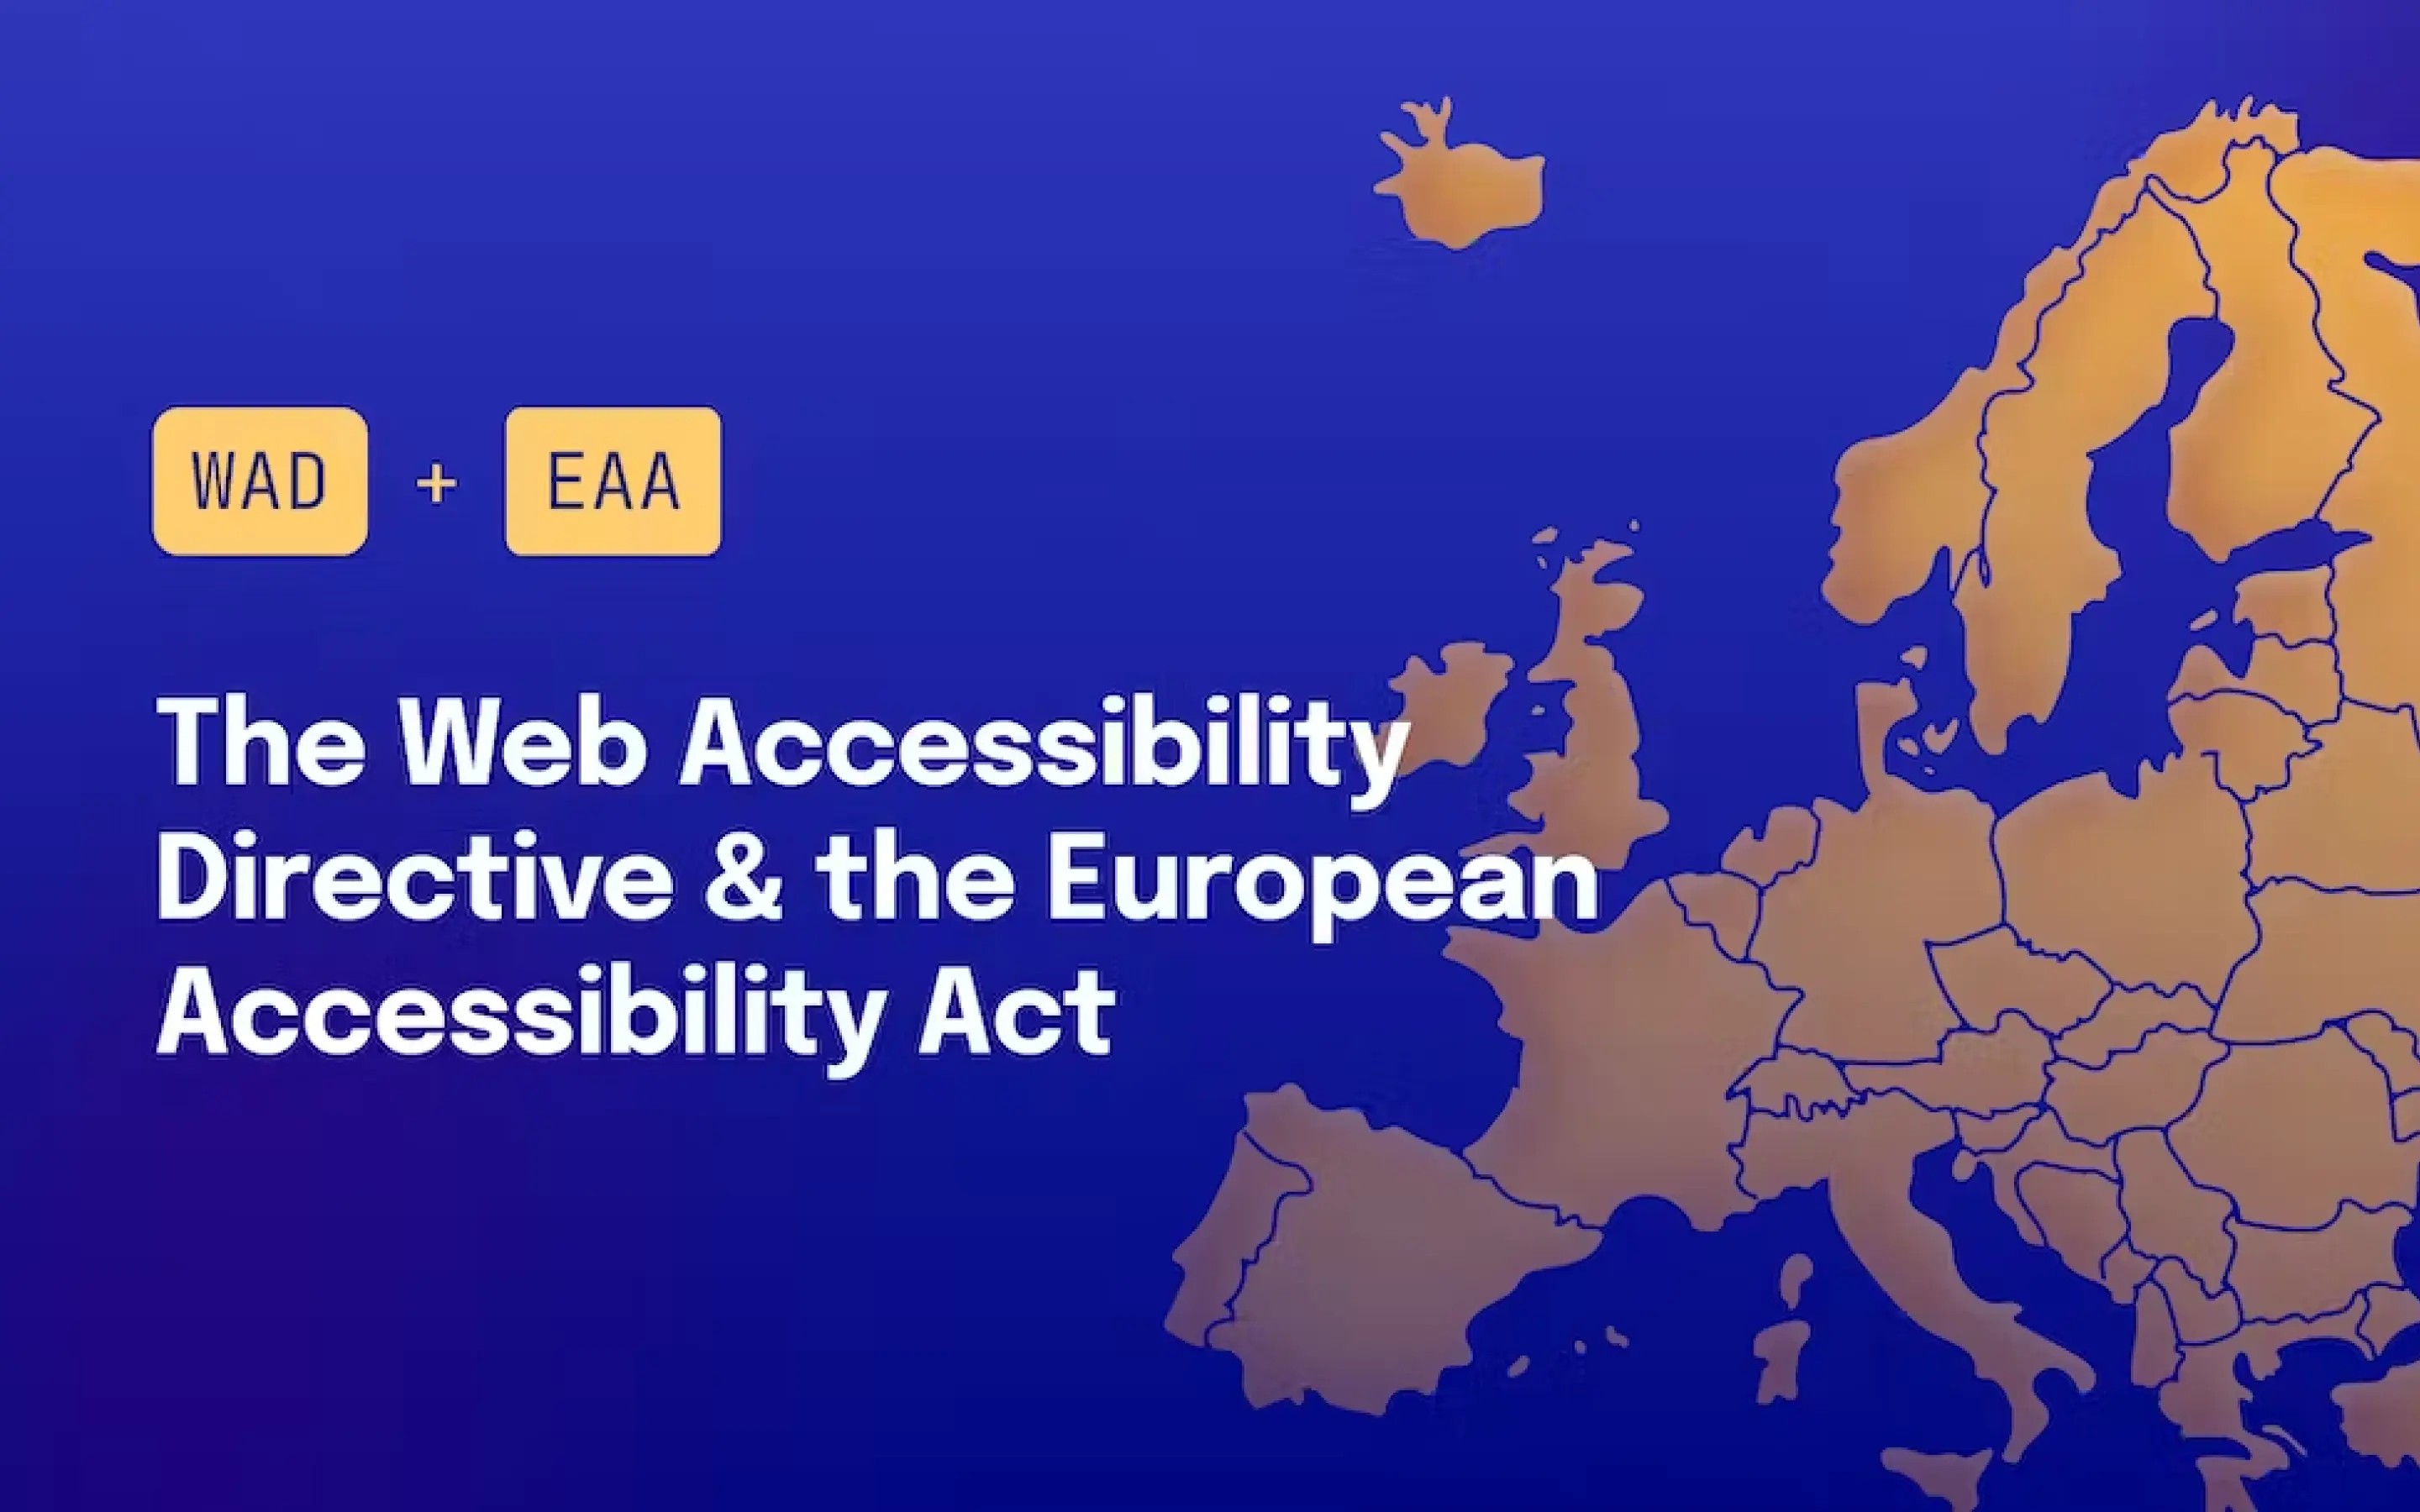 WAD + EAA
The Web Accessibility
Directive & the European
Accessibility Act